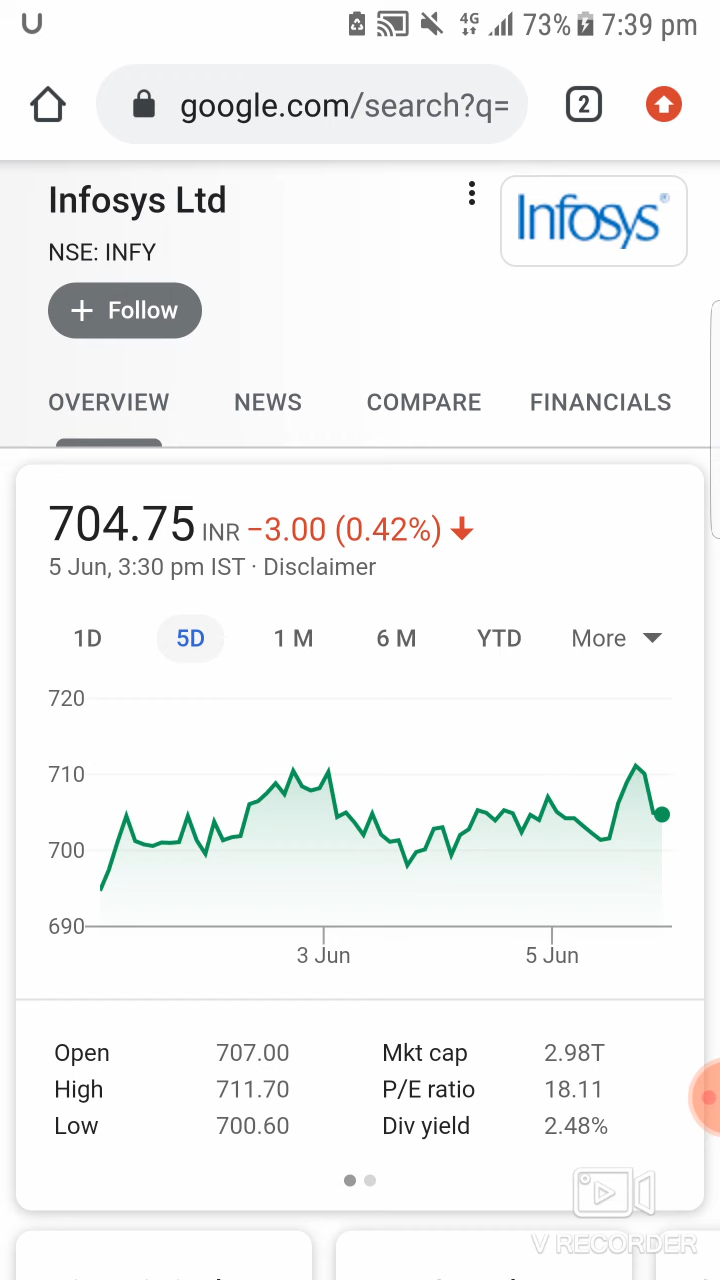 4G 73% 7:39 pm
google.com/search?q=
2
Infosys Ltd
Infosys®
NSE: INFY
+ Follow
OVERVIEW NEWS COMPARE FINANCIALS
704.75 INR −3.00 (0.42%)
5 Jun, 3:30 pm IST · Disclaimer
1D 5D 1 M 6 M YTD More
720
710
700
690
3 Jun 5 Jun
Open 707.00 Mkt cap 2.98T
High 711.70 P/E ratio 18.11
Low 700.60 Div yield 2.48%
V RECORDER